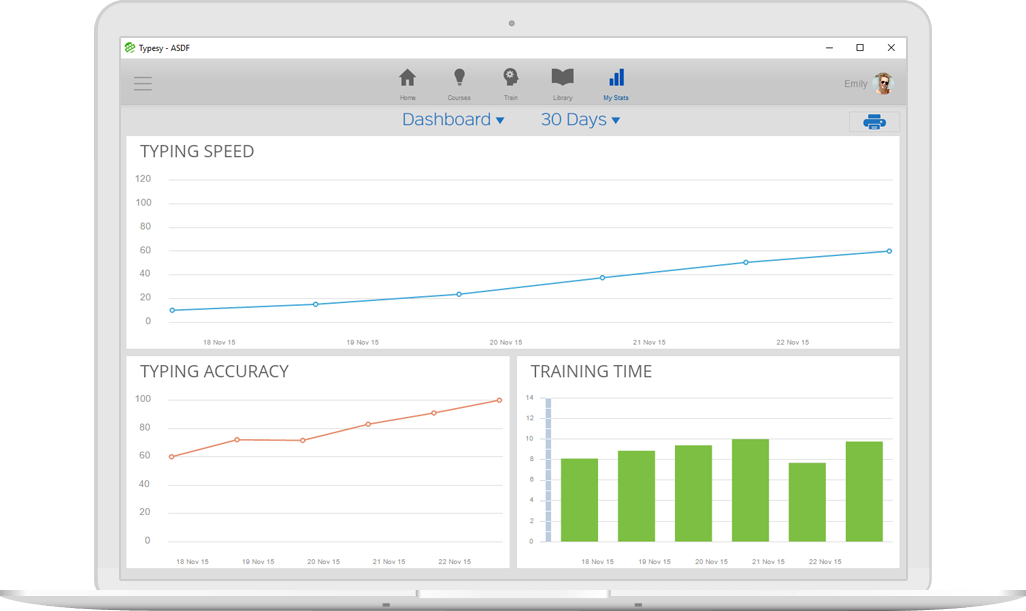 Typesy - ASDF
Home Courses Train Library My Stats
Emily
Dashboard 30 Days
TYPING SPEED
120
100
80
60
40
20
0
18 Nov 15 19 Nov 15 20 Nov 15 21 Nov 15 22 Nov 15
TYPING ACCURACY
100
80
60
40
20
0
18 Nov 15 19 Nov 15 20 Nov 15 21 Nov 15 22 Nov 15
TRAINING TIME
14
12
10
8
6
4
2
0
18 Nov 15 19 Nov 15 20 Nov 15 21 Nov 15 22 Nov 15